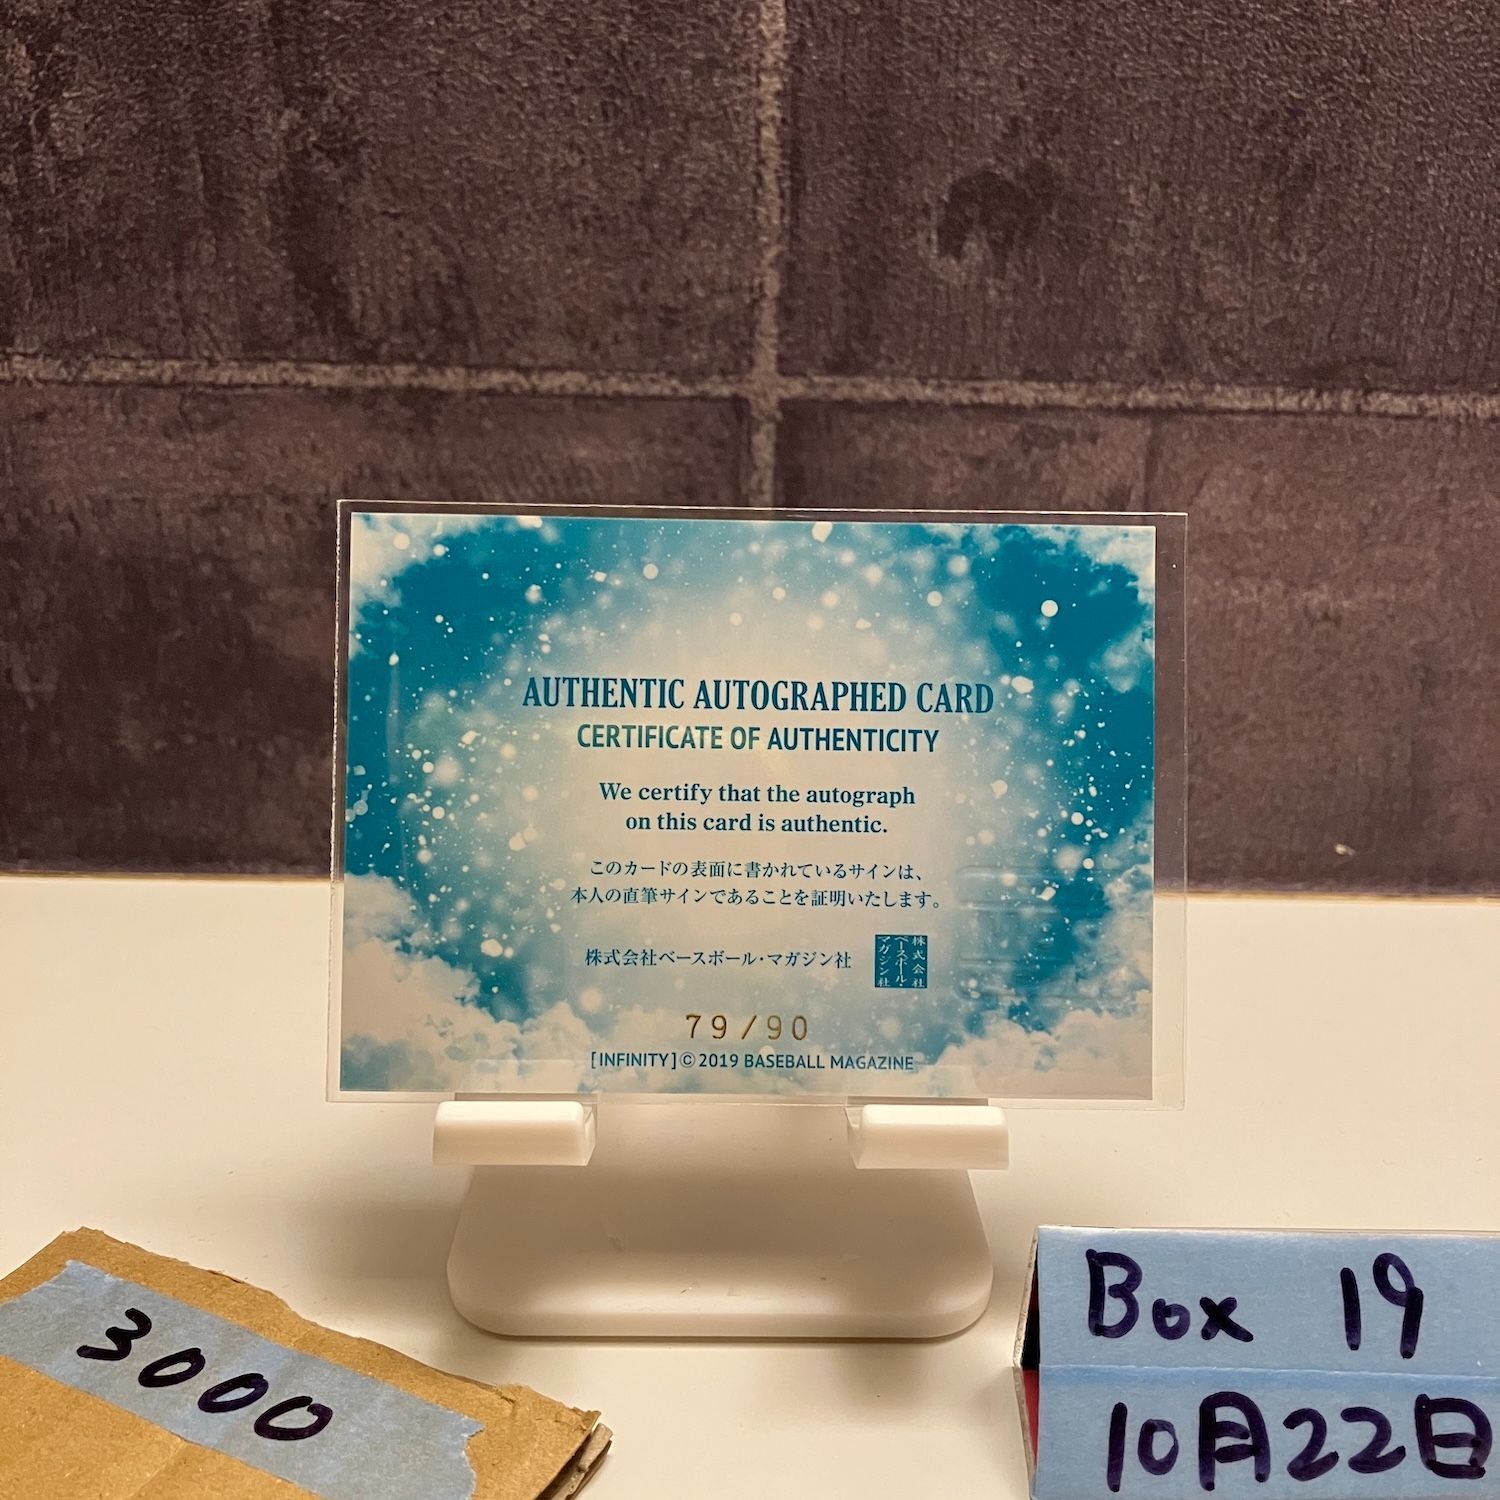 AUTHENTIC AUTOGRAPHED CARD
CERTIFICATE OF AUTHENTICITY
We certify that the autograph
on this card is authentic.
このカードの表面に書かれているサインは、
本人の直筆サインであることを証明いたします。
株式会社ベースボール・マガジン社
株式会社
ベースボール・
マガジン社
79/90
[INFINITY]©2019 BASEBALL MAGAZINE
3000
Box 19
10月22日